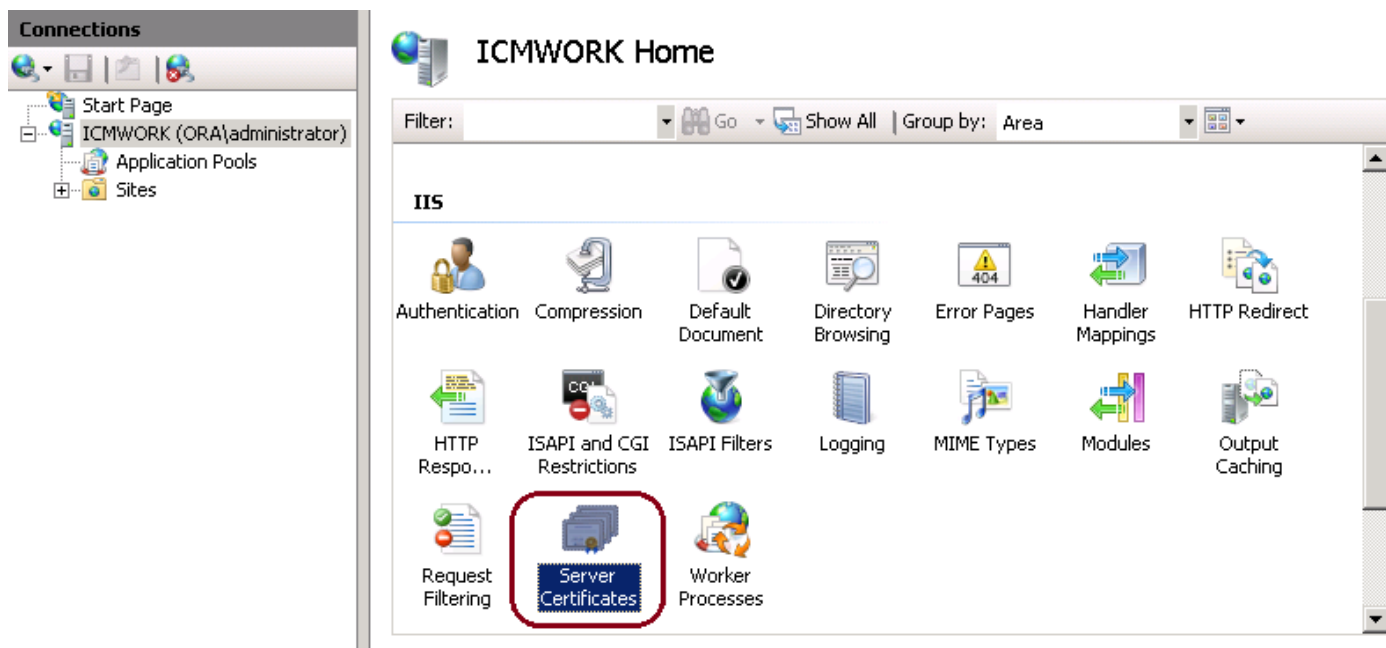 Connections
Start Page
ICMWORK (ORA\administrator)
Application Pools
Sites
ICMWORK Home
Filter: Go Show All Group by: Area
IIS
Authentication
Compression
Default
Document
Directory
Browsing
404
Error Pages
Handler
Mappings
HTTP Redirect
HTTP
Respo...
CGI
ISAPI and CGI
Restrictions
ISAPI Filters
Logging
MIME Types
Modules
Output
Caching
Request
Filtering
Server
Certificates
Worker
Processes